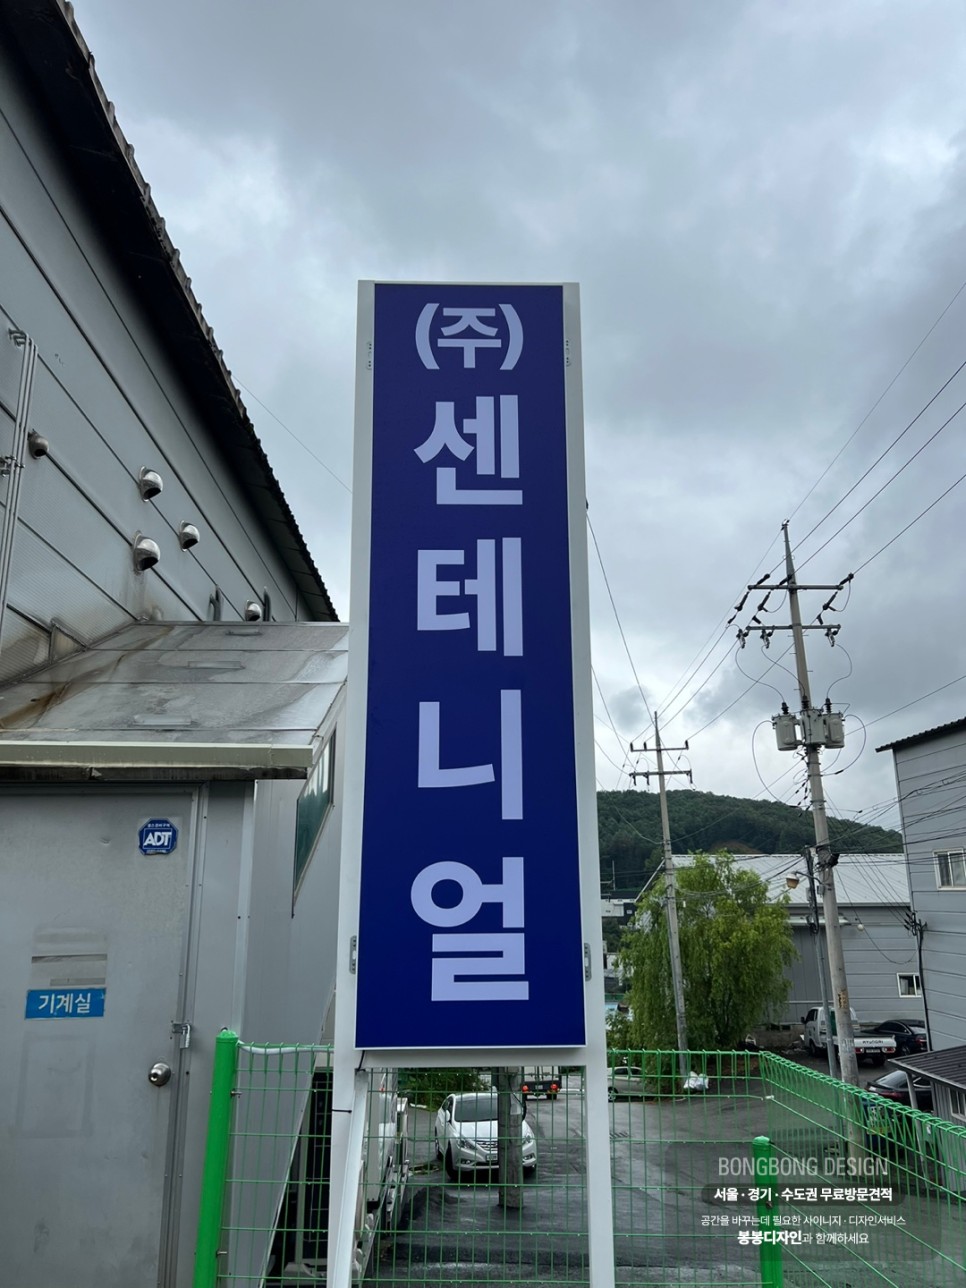 (주)
센
테
니
얼
ADT
기계실
BONGBONG DESIGN
서울 · 경기 · 수도권 무료방문견적
공간을 바꾸는데 필요한 사이니지 · 디자인서비스
봉봉디자인과 함께하세요